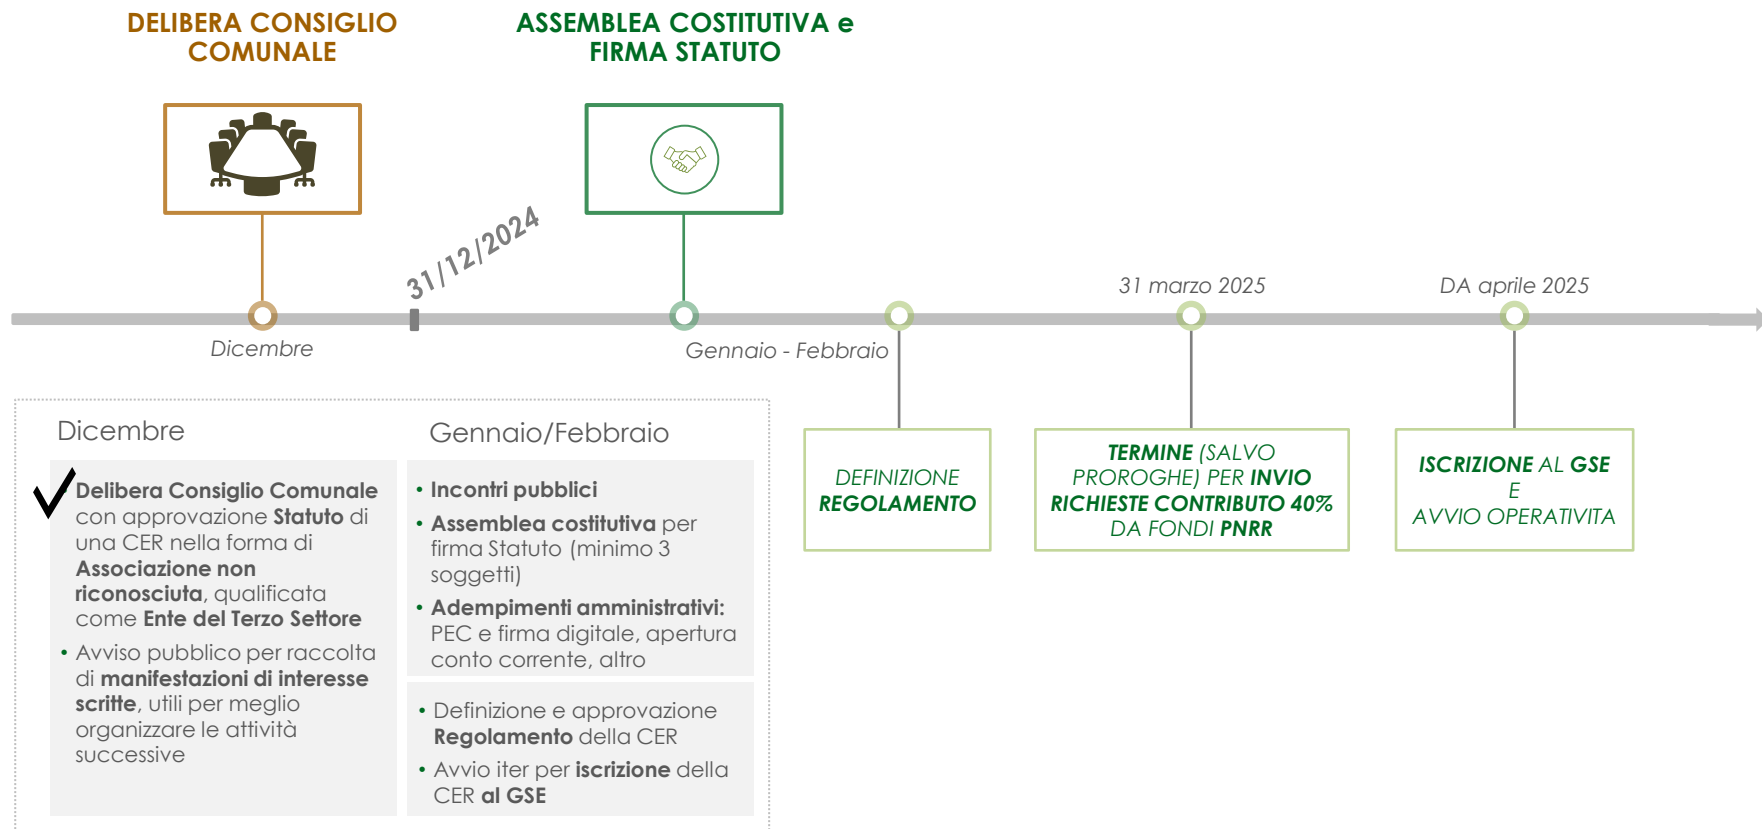 DELIBERA CONSIGLIO
COMUNALE
ASSEMBLEA COSTITUTIVA e
FIRMA STATUTO
31/12/2024
31 marzo 2025
DA aprile 2025
Dicembre
Gennaio - Febbraio
Dicembre
• Delibera Consiglio Comunale
con approvazione Statuto di
una CER nella forma di
Associazione non
riconosciuta, qualificata
come Ente del Terzo Settore
• Avviso pubblico per raccolta
di manifestazioni di interesse
scritte, utili per meglio
organizzare le attività
successive
Gennaio/Febbraio
• Incontri pubblici
• Assemblea costitutiva per
firma Statuto (minimo 3
soggetti)
• Adempimenti amministrativi:
PEC e firma digitale, apertura
conto corrente, altro
• Definizione e approvazione
Regolamento della CER
• Avvio iter per iscrizione della
CER al GSE
DEFINIZIONE
REGOLAMENTO
TERMINE (SALVO
PROROGHE) PER INVIO
RICHIESTE CONTRIBUTO 40%
DA FONDI PNRR
ISCRIZIONE AL GSE
E
AVVIO OPERATIVITA